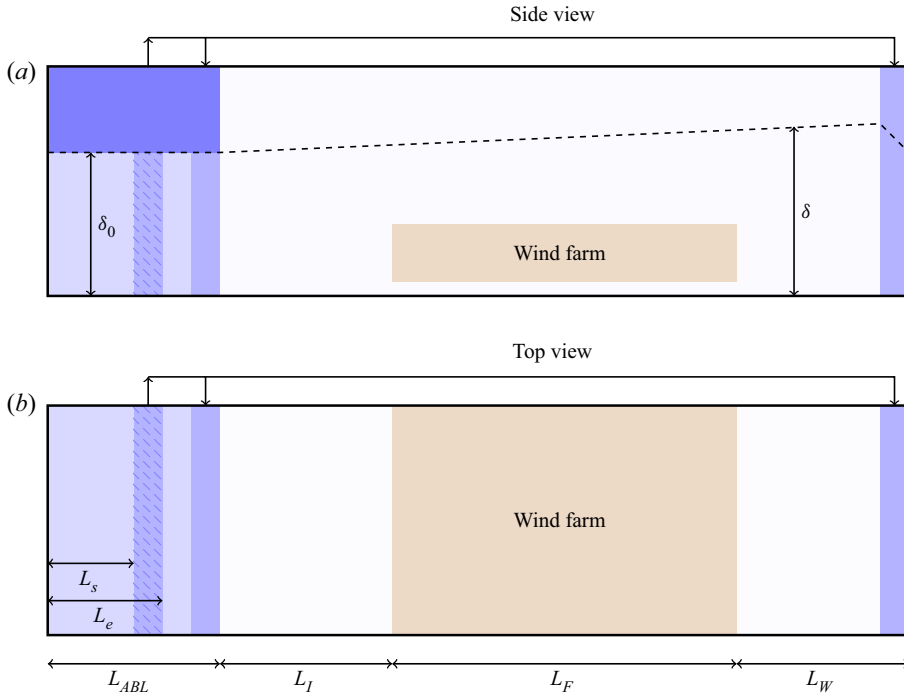 Side view
(a)
δ0
δ
Wind farm
Top view
(b)
Wind farm
Ls
Le
LABL
LI
LF
LW